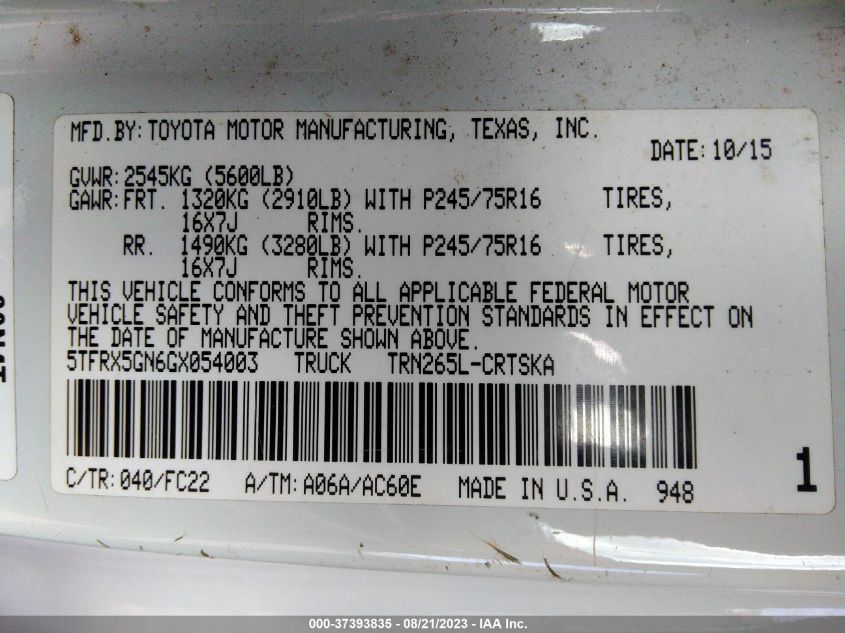 MFD.BY:TOYOTA MOTOR MANUFACTURING, TEXAS, INC.
DATE:10/15
GVWR:2545KG (5600LB)
GAWR:FRT. 1320KG (2910LB) WITH P245/75R16 TIRES,
16X7J RIMS.
RR. 1490KG (3280LB) WITH P245/75R16 TIRES,
16X7J RIMS.
THIS VEHICLE CONFORMS TO ALL APPLICABLE FEDERAL MOTOR
VEHICLE SAFETY AND THEFT PREVENTION STANDARDS IN EFFECT ON
THE DATE OF MANUFACTURE SHOWN ABOVE.
5TFRX5GN6GX054003 TRUCK TRN265L-CRTSKA
C/TR:040/FC22 A/TM:A06A/AC60E MADE IN U.S.A. 948
1
000-37393835 - 08/21/2023 - IAA Inc.